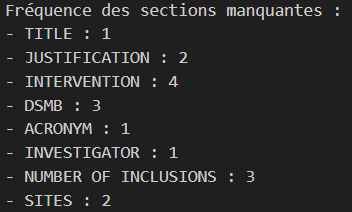 Fréquence des sections manquantes :
- TITLE : 1
- JUSTIFICATION : 2
- INTERVENTION : 4
- DSMB : 3
- ACRONYM : 1
- INVESTIGATOR : 1
- NUMBER OF INCLUSIONS : 3
- SITES : 2